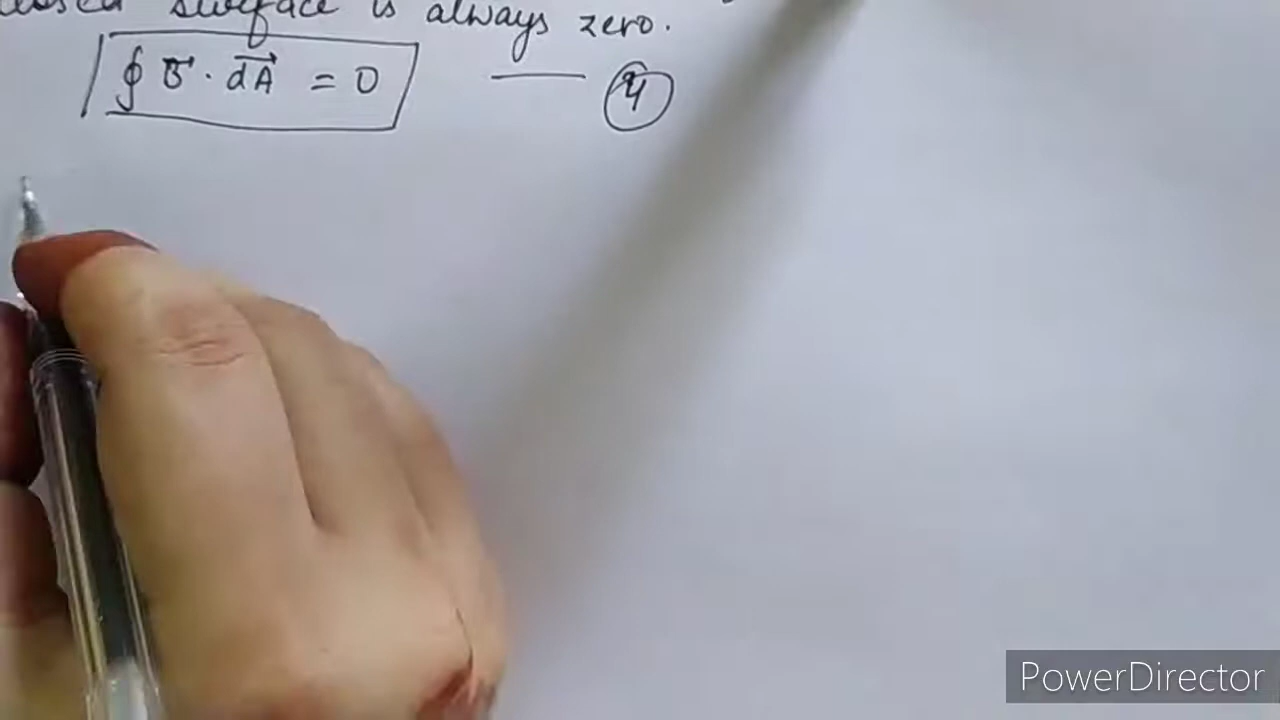 surface is always zero.
∮ B⃗ · dA⃗ = 0 —— 4
PowerDirector